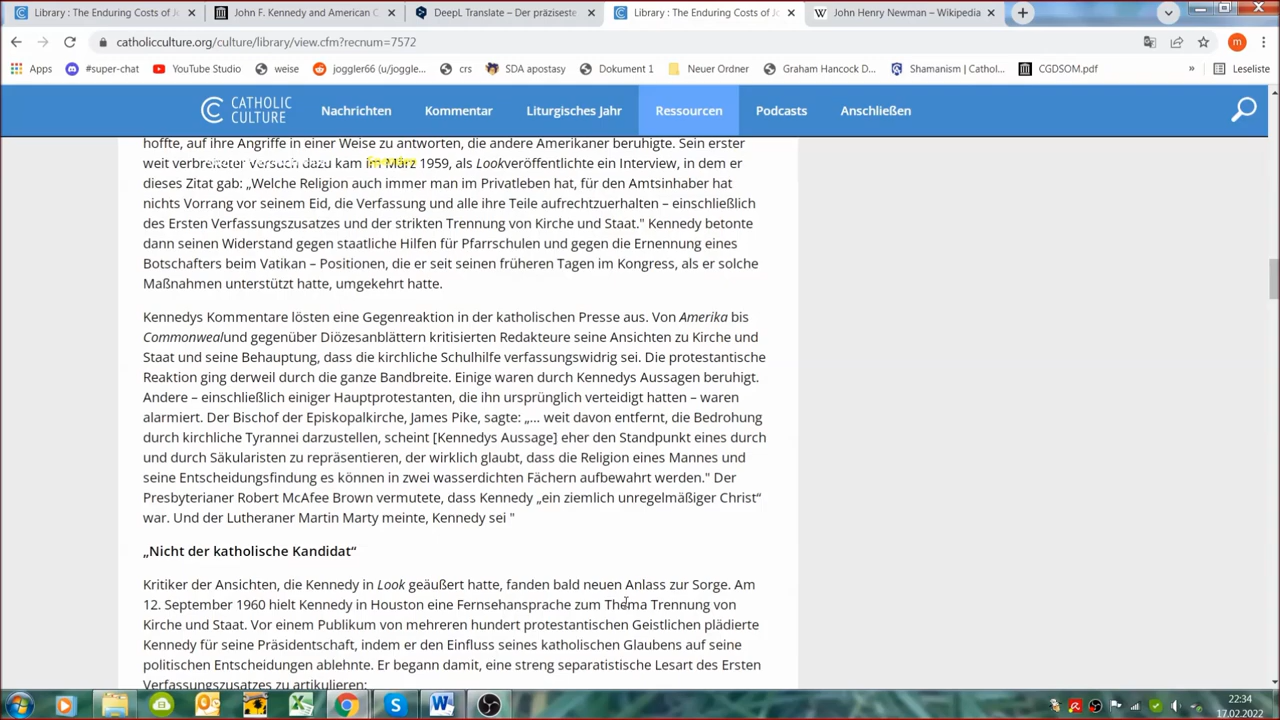 Library : The Enduring Costs of Jo
John F. Kennedy and American C
DeepL Translate – Der präziseste
Library : The Enduring Costs of Jo
John Henry Newman – Wikipedia
catholicculture.org/culture/library/view.cfm?recnum=7572
Apps
#super-chat
YouTube Studio
weise
joggler66 (u/joggle...
crs
SDA apostasy
Dokument 1
Neuer Ordner
Graham Hancock D...
Shamanism | Cathol...
CGDSOM.pdf
»
Leseliste
CATHOLIC
CULTURE
Nachrichten
Kommentar
Liturgisches Jahr
Ressourcen
Podcasts
Anschließen
hoffte, auf ihre Angriffe in einer Weise zu antworten, die andere Amerikaner beruhigte. Sein erster
weit verbreiteter Versuch dazu kam im März 1959, als Lookveröffentlichte ein Interview, in dem er
dieses Zitat gab: „Welche Religion auch immer man im Privatleben hat, für den Amtsinhaber hat
nichts Vorrang vor seinem Eid, die Verfassung und alle ihre Teile aufrechtzuerhalten – einschließlich
des Ersten Verfassungszusatzes und der strikten Trennung von Kirche und Staat." Kennedy betonte
dann seinen Widerstand gegen staatliche Hilfen für Pfarrschulen und gegen die Ernennung eines
Botschafters beim Vatikan – Positionen, die er seit seinen früheren Tagen im Kongress, als er solche
Maßnahmen unterstützt hatte, umgekehrt hatte.
Kennedys Kommentare lösten eine Gegenreaktion in der katholischen Presse aus. Von Amerika bis
Commonwealund gegenüber Diözesanblättern kritisierten Redakteure seine Ansichten zu Kirche und
Staat und seine Behauptung, dass die kirchliche Schulhilfe verfassungswidrig sei. Die protestantische
Reaktion ging derweil durch die ganze Bandbreite. Einige waren durch Kennedys Aussagen beruhigt.
Andere – einschließlich einiger Hauptprotestanten, die ihn ursprünglich verteidigt hatten – waren
alarmiert. Der Bischof der Episkopalkirche, James Pike, sagte: „... weit davon entfernt, die Bedrohung
durch kirchliche Tyrannei darzustellen, scheint [Kennedys Aussage] eher den Standpunkt eines durch
und durch Säkularisten zu repräsentieren, der wirklich glaubt, dass die Religion eines Mannes und
seine Entscheidungsfindung es können in zwei wasserdichten Fächern aufbewahrt werden." Der
Presbyterianer Robert McAfee Brown vermutete, dass Kennedy „ein ziemlich unregelmäßiger Christ“
war. Und der Lutheraner Martin Marty meinte, Kennedy sei "
„Nicht der katholische Kandidat“
Kritiker der Ansichten, die Kennedy in Look geäußert hatte, fanden bald neuen Anlass zur Sorge. Am
12. September 1960 hielt Kennedy in Houston eine Fernsehansprache zum Thema Trennung von
Kirche und Staat. Vor einem Publikum von mehreren hundert protestantischen Geistlichen plädierte
Kennedy für seine Präsidentschaft, indem er den Einfluss seines katholischen Glaubens auf seine
politischen Entscheidungen ablehnte. Er begann damit, eine streng separatistische Lesart des Ersten
Verfassungszusatzes zu artikulieren:
22:34
17.02.2022